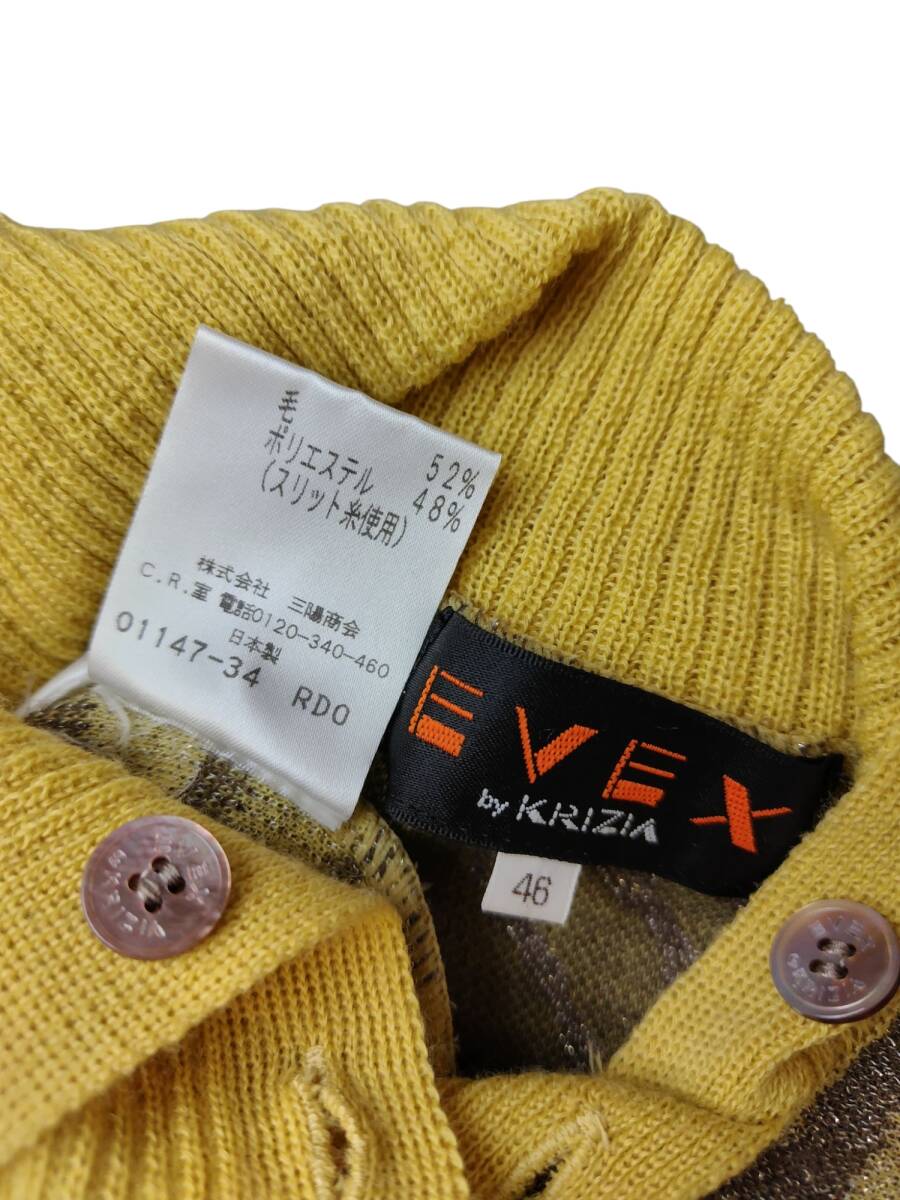 毛 52%
ポリエステル 48%
(スリット糸使用)
株式会社 三陽商会
C.R.室 電話0120-340-460
日本製
01147-34 RDO
EVEX
by KRIZIA
46
EVEX